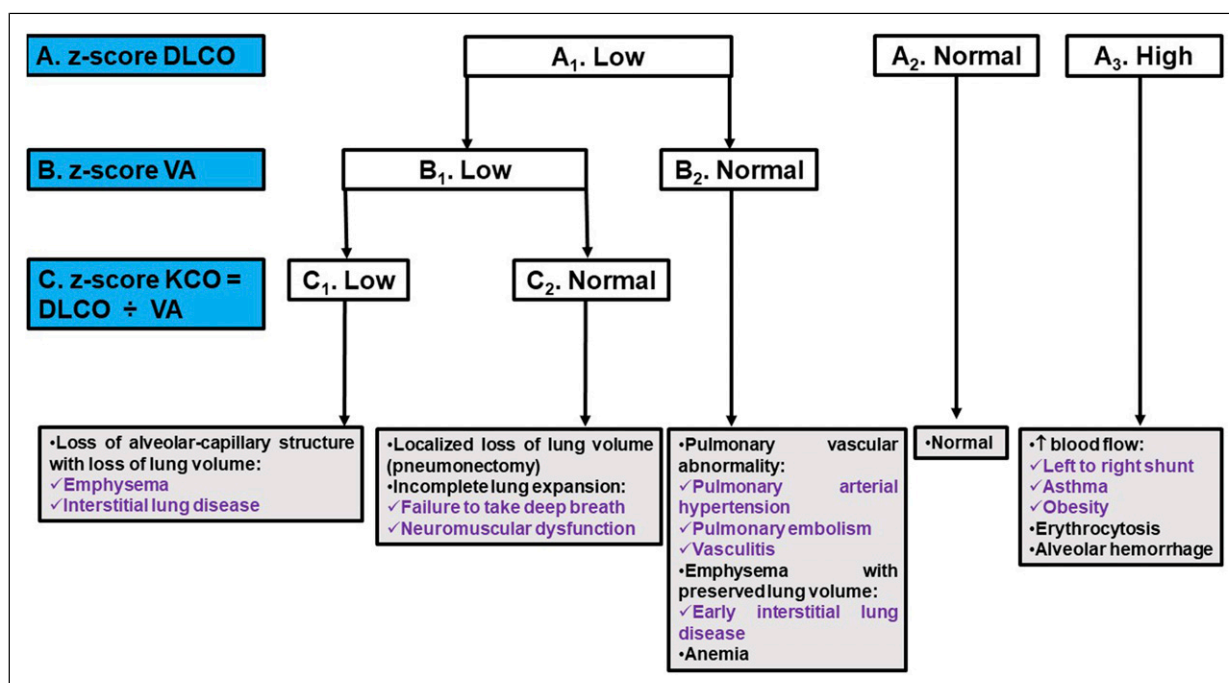 A. z-score DLCO
A₁. Low
A₂. Normal
A₃. High
B. z-score VA
B₁. Low
B₂. Normal
C. z-score KCO =
DLCO ÷ VA
C₁. Low
C₂. Normal
•Loss of alveolar-capillary structure
with loss of lung volume:
✓Emphysema
✓Interstitial lung disease
•Localized loss of lung volume
(pneumonectomy)
•Incomplete lung expansion:
✓Failure to take deep breath
✓Neuromuscular dysfunction
•Pulmonary vascular
abnormality:
✓Pulmonary arterial
hypertension
✓Pulmonary embolism
✓Vasculitis
•Emphysema with
preserved lung volume:
✓Early interstitial lung
disease
•Anemia
•Normal
•↑ blood flow:
✓Left to right shunt
✓Asthma
✓Obesity
•Erythrocytosis
•Alveolar hemorrhage